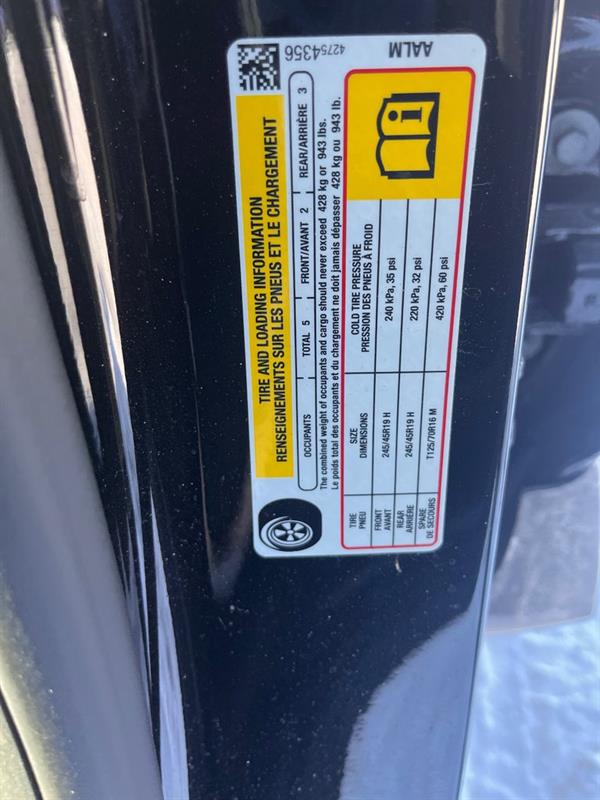 42754356 AALM
TIRE AND LOADING INFORMATION
RENSEIGNEMENTS SUR LES PNEUS ET LE CHARGEMENT
OCCUPANTS TOTAL 5 FRONT/AVANT 2 REAR/ARRIÈRE 3
The combined weight of occupants and cargo should never exceed 428 kg or 943 lbs.
Le poids total des occupants et du chargement ne doit jamais dépasser 428 kg ou 943 lb.
TIRE SIZE COLD TIRE PRESSURE
PNEU DIMENSIONS PRESSION DES PNEUS À FROID
FRONT 245/45R19 H 240 kPa, 35 psi
AVANT
REAR 245/45R19 H 220 kPa, 32 psi
ARRIÈRE
SPARE T125/70R16 M 420 kPa, 60 psi
DE SECOURS